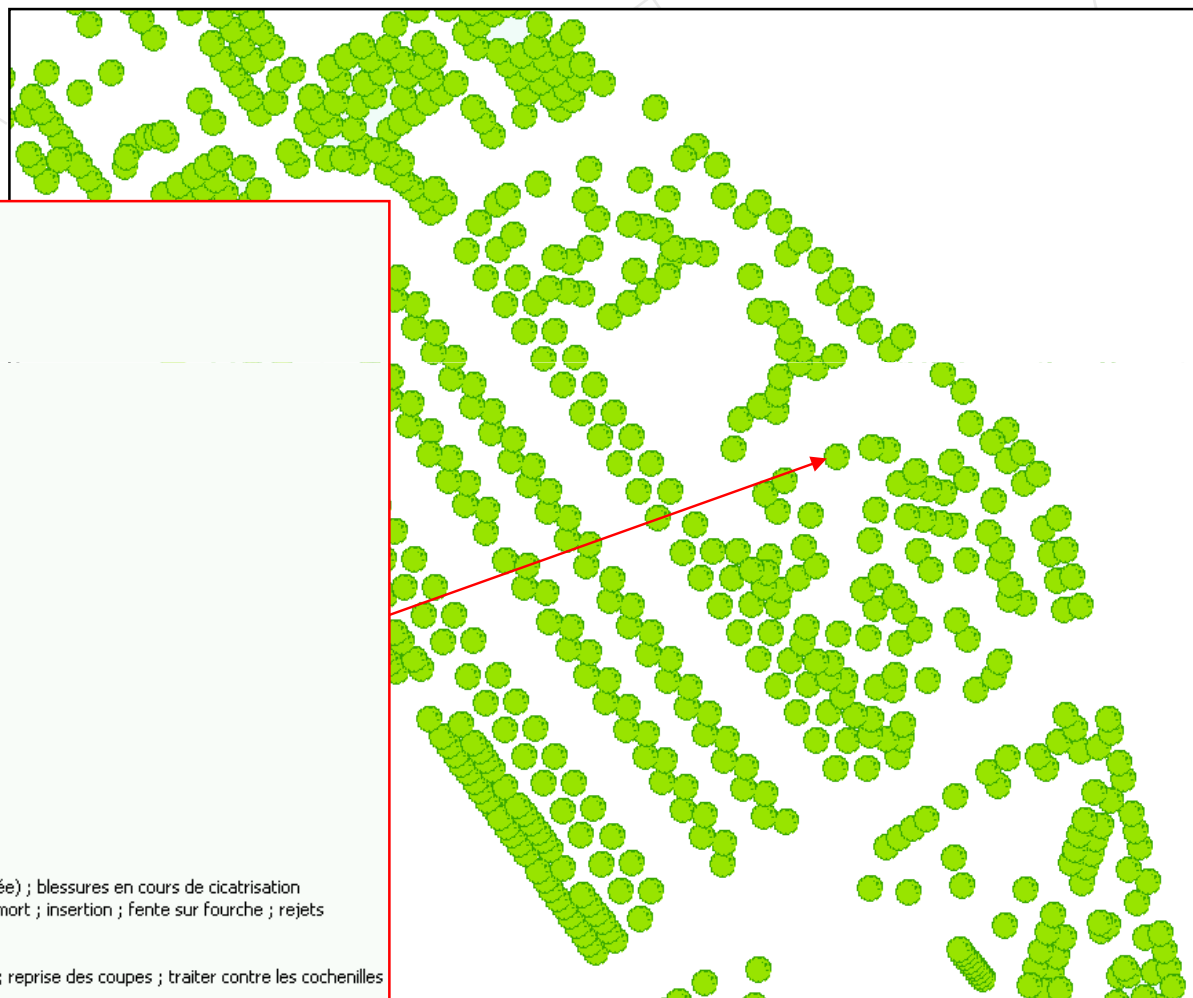 ée) ; blessures en cours de cicatrisation
mort ; insertion ; fente sur fourche ; rejets
; reprise des coupes ; traiter contre les cochenilles